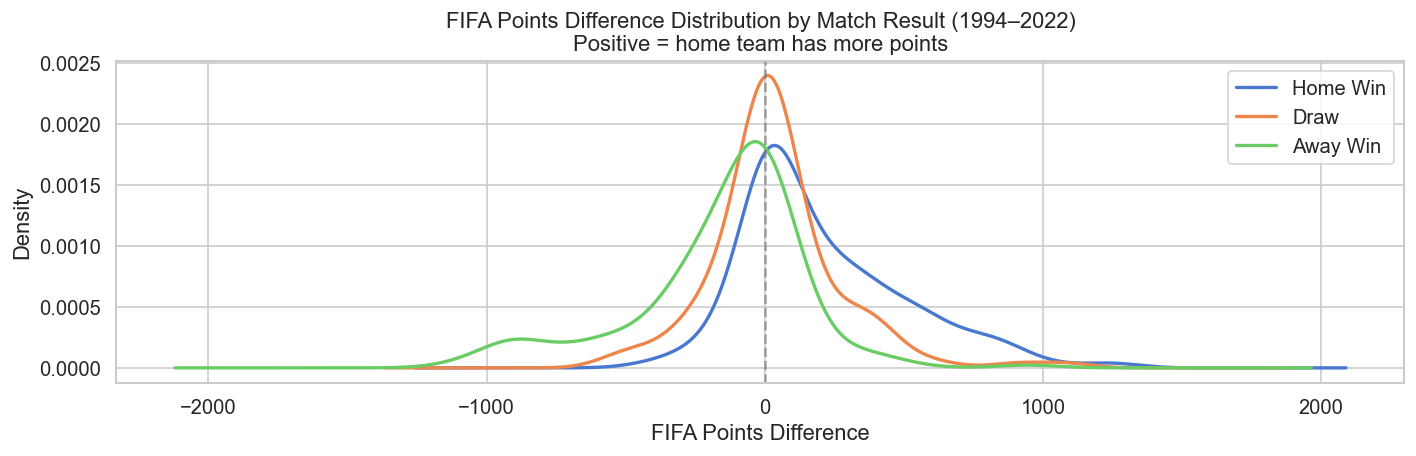 FIFA Points Difference Distribution by Match Result (1994–2022)
Positive = home team has more points
Home Win
Draw
Away Win
0.0025
0.0020
0.0015
0.0010
0.0005
0.0000
Density
−2000
−1000
0
1000
2000
FIFA Points Difference